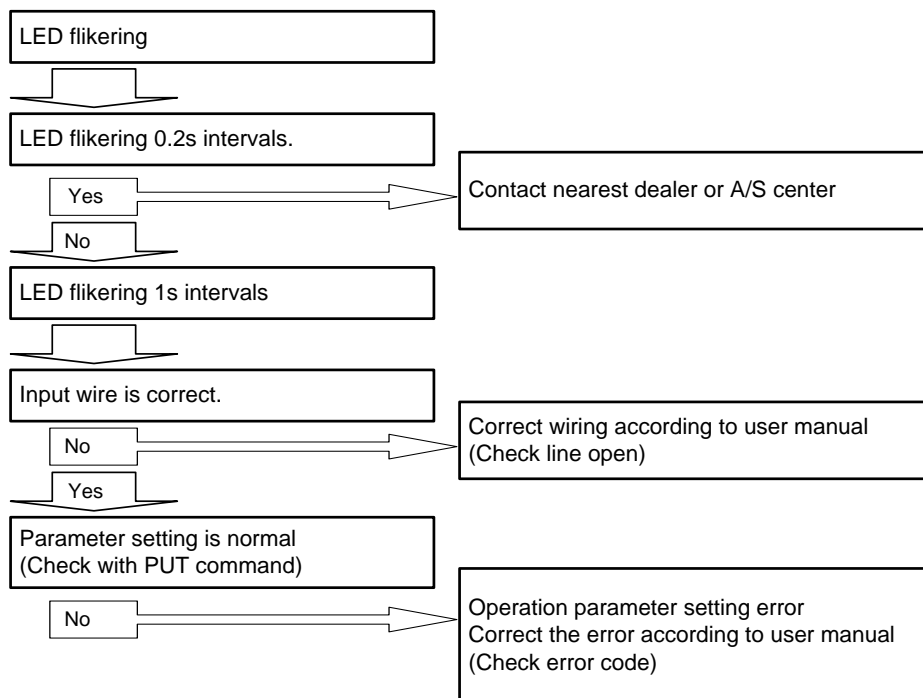 LED flikering
LED flikering 0.2s intervals.
Yes
Contact nearest dealer or A/S center
No
LED flikering 1s intervals
Input wire is correct.
No
Correct wiring according to user manual
(Check line open)
Yes
Parameter setting is normal
(Check with PUT command)
No
Operation parameter setting error
Correct the error according to user manual
(Check error code)